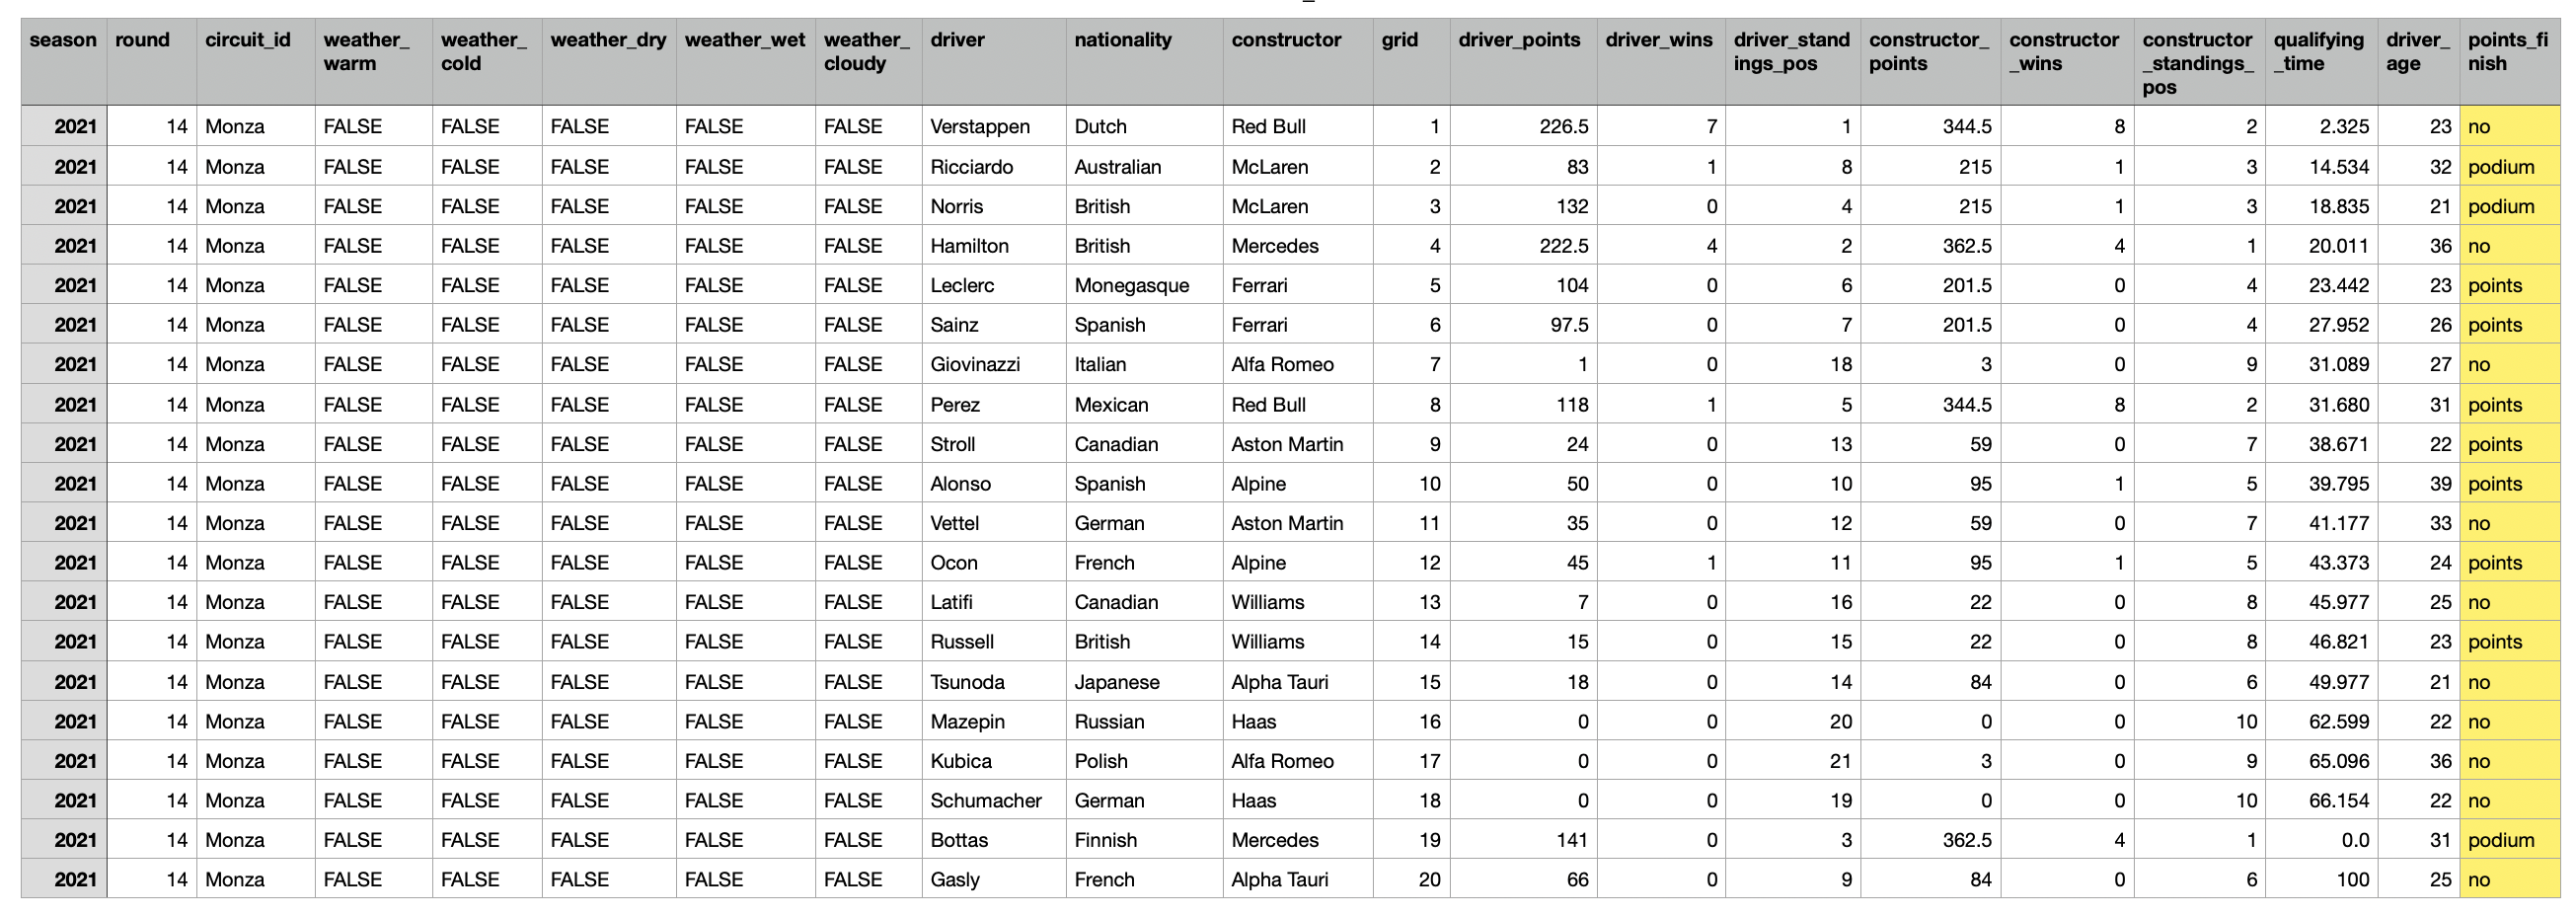 season round circuit_id weather_warm weather_cold weather_dry weather_wet weather_cloudy driver nationality constructor grid driver_points driver_wins driver_standings_pos constructor_points constructor_wins constructor_standings_pos qualifying_time driver_age points_finish
2021 14 Monza FALSE FALSE FALSE FALSE FALSE Verstappen Dutch Red Bull 1 226.5 7 1 344.5 8 2 2.325 23 no
2021 14 Monza FALSE FALSE FALSE FALSE FALSE Ricciardo Australian McLaren 2 83 1 8 215 1 3 14.534 32 podium
2021 14 Monza FALSE FALSE FALSE FALSE FALSE Norris British McLaren 3 132 0 4 215 1 3 18.835 21 podium
2021 14 Monza FALSE FALSE FALSE FALSE FALSE Hamilton British Mercedes 4 222.5 4 2 362.5 4 1 20.011 36 no
2021 14 Monza FALSE FALSE FALSE FALSE FALSE Leclerc Monegasque Ferrari 5 104 0 6 201.5 0 4 23.442 23 points
2021 14 Monza FALSE FALSE FALSE FALSE FALSE Sainz Spanish Ferrari 6 97.5 0 7 201.5 0 4 27.952 26 points
2021 14 Monza FALSE FALSE FALSE FALSE FALSE Giovinazzi Italian Alfa Romeo 7 1 0 18 3 0 9 31.089 27 no
2021 14 Monza FALSE FALSE FALSE FALSE FALSE Perez Mexican Red Bull 8 118 1 5 344.5 8 2 31.680 31 points
2021 14 Monza FALSE FALSE FALSE FALSE FALSE Stroll Canadian Aston Martin 9 24 0 13 59 0 7 38.671 22 points
2021 14 Monza FALSE FALSE FALSE FALSE FALSE Alonso Spanish Alpine 10 50 0 10 95 1 5 39.795 39 points
2021 14 Monza FALSE FALSE FALSE FALSE FALSE Vettel German Aston Martin 11 35 0 12 59 0 7 41.177 33 no
2021 14 Monza FALSE FALSE FALSE FALSE FALSE Ocon French Alpine 12 45 1 11 95 1 5 43.373 24 points
2021 14 Monza FALSE FALSE FALSE FALSE FALSE Latifi Canadian Williams 13 7 0 16 22 0 8 45.977 25 no
2021 14 Monza FALSE FALSE FALSE FALSE FALSE Russell British Williams 14 15 0 15 22 0 8 46.821 23 points
2021 14 Monza FALSE FALSE FALSE FALSE FALSE Tsunoda Japanese Alpha Tauri 15 18 0 14 84 0 6 49.977 21 no
2021 14 Monza FALSE FALSE FALSE FALSE FALSE Mazepin Russian Haas 16 0 0 20 0 0 10 62.599 22 no
2021 14 Monza FALSE FALSE FALSE FALSE FALSE Kubica Polish Alfa Romeo 17 0 0 21 3 0 9 65.096 36 no
2021 14 Monza FALSE FALSE FALSE FALSE FALSE Schumacher German Haas 18 0 0 19 0 0 10 66.154 22 no
2021 14 Monza FALSE FALSE FALSE FALSE FALSE Bottas Finnish Mercedes 19 141 0 3 362.5 4 1 0.0 31 podium
2021 14 Monza FALSE FALSE FALSE FALSE FALSE Gasly French Alpha Tauri 20 66 0 9 84 0 6 100 25 no